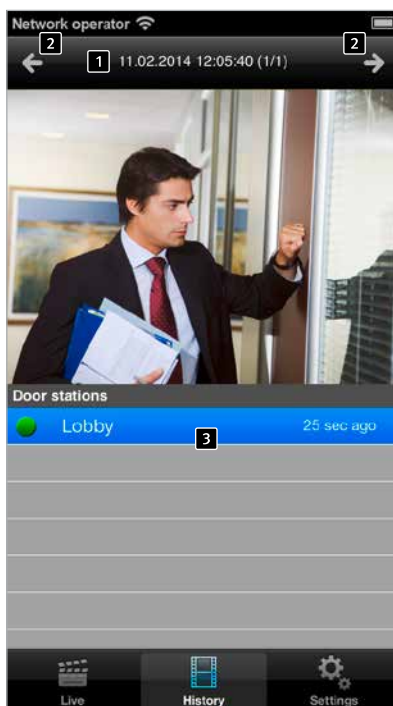 Network operator
2 2
1 11.02.2014 12:05:40 (1/1)
Door stations
Lobby 25 sec ago
3
Live History Settings